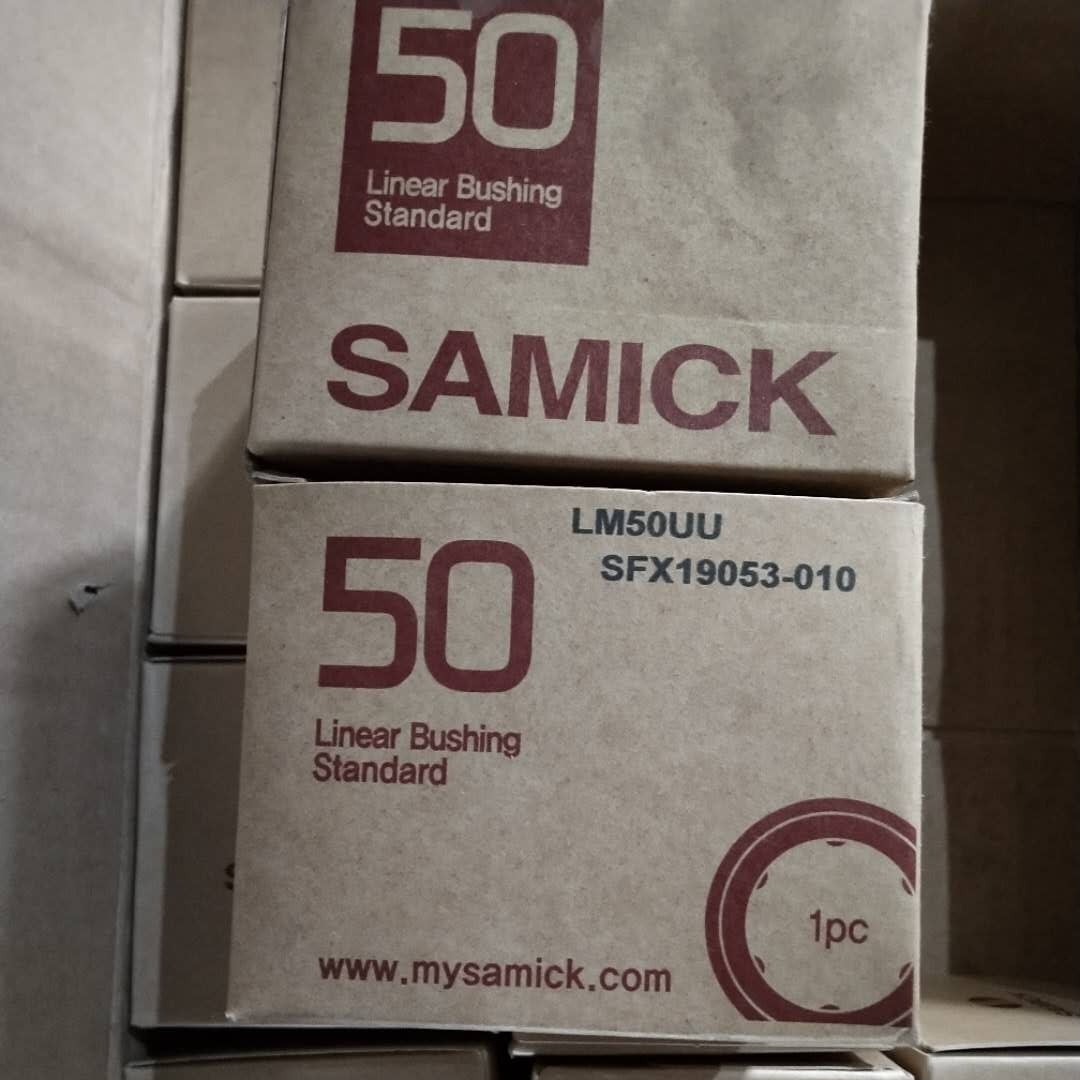 50
Linear Bushing
Standard
SAMICK
LM50UU
SFX19053-010
50
Linear Bushing
Standard
1pc
www.mysamick.com